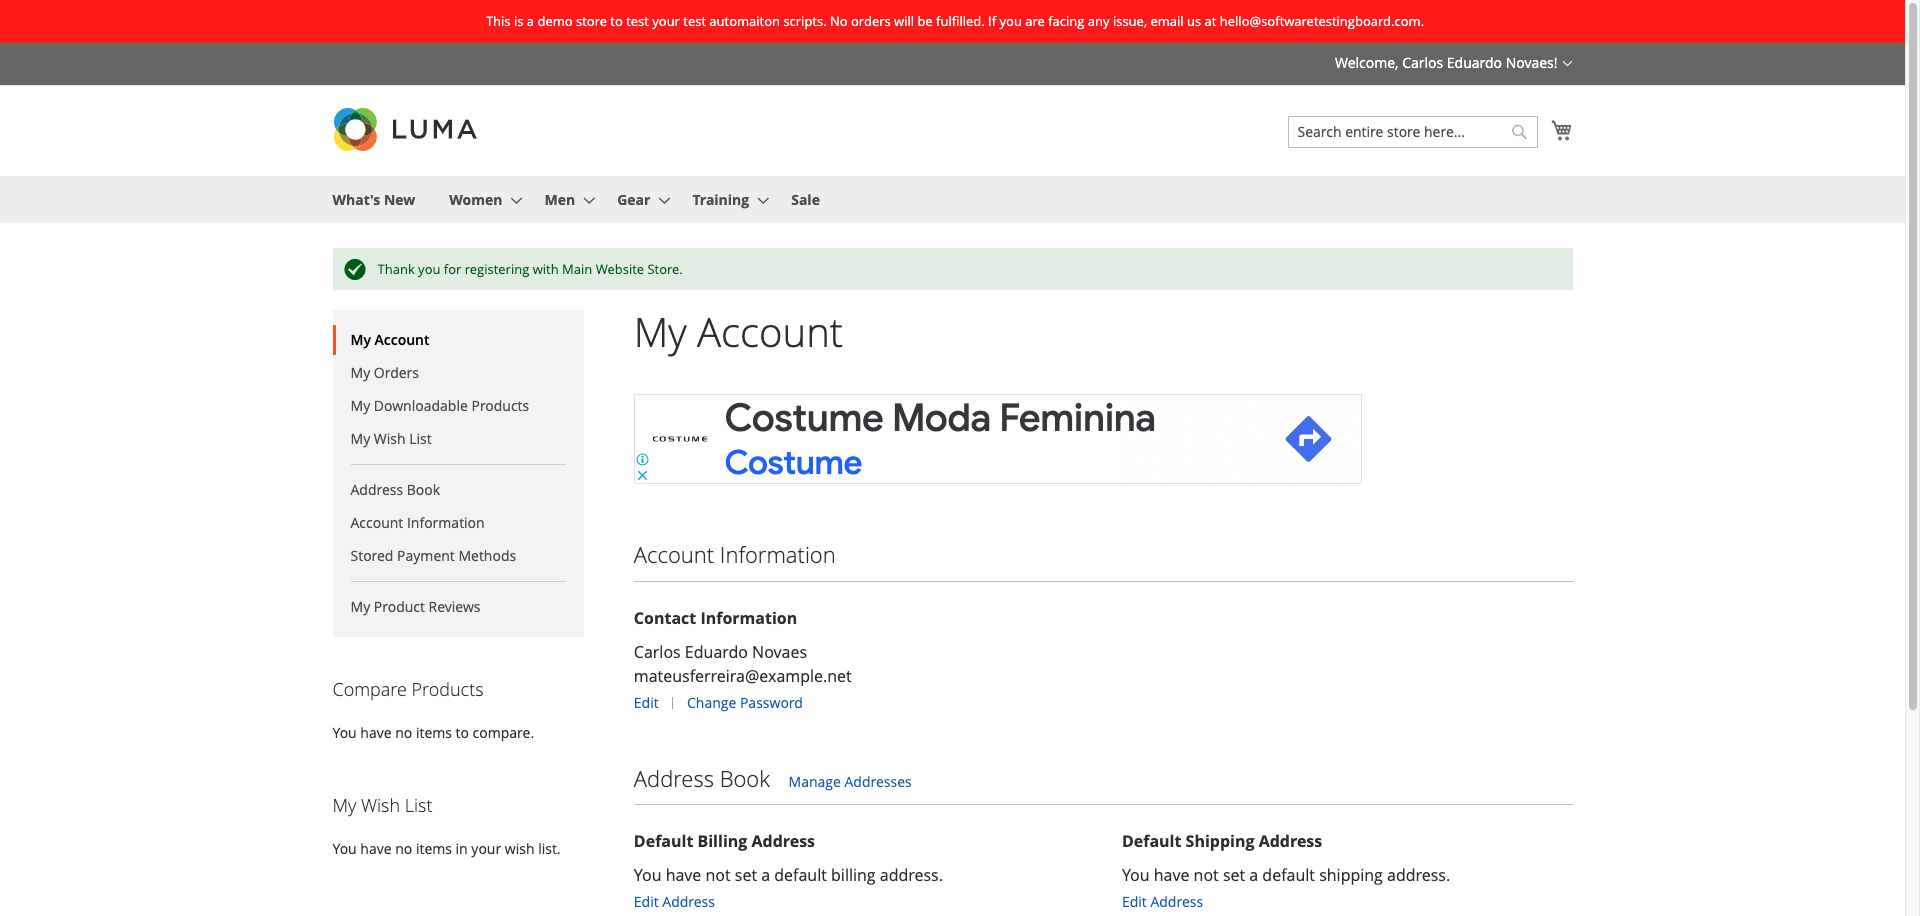 This is a demo store to test your test automaiton scripts. No orders will be fulfilled. If you are facing any issue, email us at hello@softwaretestingboard.com.
Welcome, Carlos Eduardo Novaes!
LUMA
Search entire store here...
What's New
Women
Men
Gear
Training
Sale
Thank you for registering with Main Website Store.
My Account
My Orders
My Downloadable Products
My Wish List
Address Book
Account Information
Stored Payment Methods
My Product Reviews
Compare Products
You have no items to compare.
My Wish List
You have no items in your wish list.
My Account
COSTUME
Costume Moda Feminina
Costume
Account Information
Contact Information
Carlos Eduardo Novaes
mateusferreira@example.net
Edit | Change Password
Address Book Manage Addresses
Default Billing Address
You have not set a default billing address.
Edit Address
Default Shipping Address
You have not set a default shipping address.
Edit Address